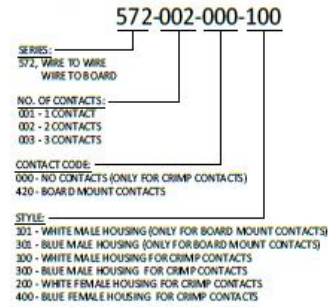 572-002-000-100
SERIES:
572, WIRE TO WIRE
WIRE TO BOARD
NO. OF CONTACTS:
001 - 1 CONTACT
002 - 2 CONTACTS
003 - 3 CONTACTS
CONTACT CODE:
000 - NO CONTACTS (ONLY FOR CRIMP CONTACTS)
420 - BOARD MOUNT CONTACTS
STYLE:
101 - WHITE MALE HOUSING (ONLY FOR BOARD MOUNT CONTACTS)
301 - BLUE MALE HOUSING (ONLY FOR BOARD MOUNT CONTACTS)
100 - WHITE MALE HOUSING FOR CRIMP CONTACTS
300 - BLUE MALE HOUSING FOR CRIMP CONTACTS
200 - WHITE FEMALE HOUSING FOR CRIMP CONTACTS
400 - BLUE FEMALE HOUSING FOR CRIMP CONTACTS